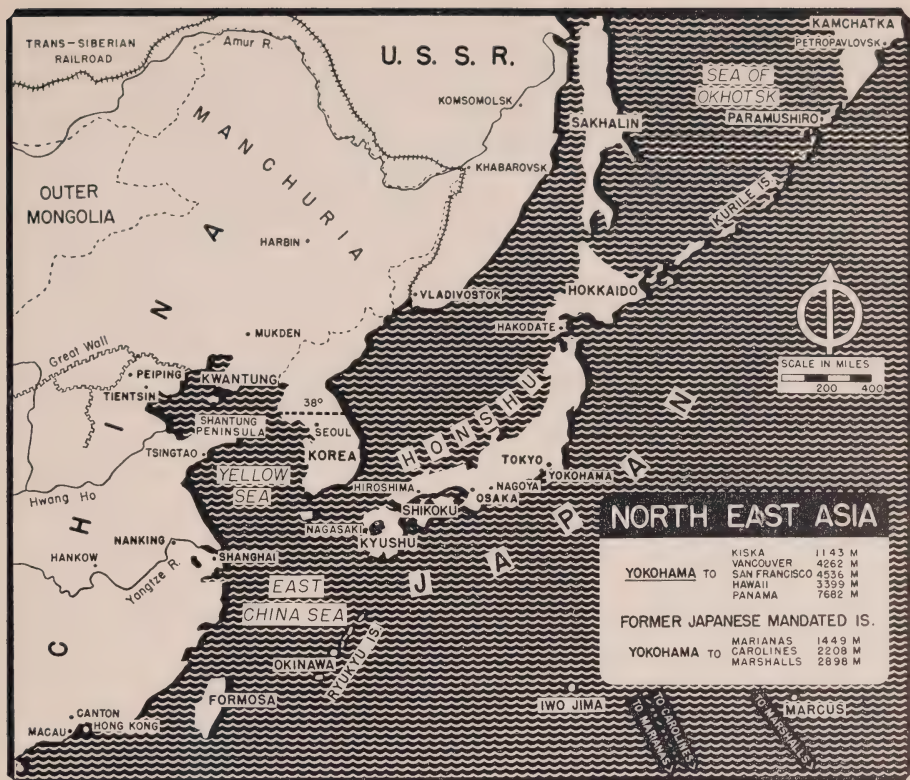 KAMCHATKA
TRANS-SIBERIAN
RAILROAD
Amur R.
U. S. S. R.
PETROPAVLOVSK
SEA OF
OKHOTSK
KOMSOMOLSK
SAKHALIN
PARAMUSHIRO
MANCHURIA
KHABAROVSK
OUTER
MONGOLIA
KURILE IS.
HARBIN
VLADIVOSTOK
HOKKAIDO
MUKDEN
HAKODATE
Great Wall
SCALE IN MILES
200 400
PEIPING
KWANTUNG
TIENTSIN
38°
SHANTUNG
PENINSULA
SEOUL
HONSHU
TSINGTAO
KOREA
TOKYO
YELLOW
SEA
YOKOHAMA
Hwang Ho
HIROSHIMA
NAGOYA
OSAKA
SHIKOKU
NAGASAKI
KYUSHU
JAPAN
CHINA
NANKING
HANKOW
SHANGHAI
Yangtze R.
EAST
CHINA SEA
OKINAWA
RYUKYU IS.
FORMOSA
CANTON
HONG KONG
MACAU
NORTH EAST ASIA
KISKA 1143 M
VANCOUVER 4262 M
YOKOHAMA TO SAN FRANCISCO 4536 M
HAWAII 3399 M
PANAMA 7682 M
FORMER JAPANESE MANDATED IS.
MARIANAS 1449 M
YOKOHAMA TO CAROLINES 2208 M
MARSHALLS 2898 M
IWO JIMA
TO CAROLINES
TO MARIANAS
TO MARSHALLS
MARCUS